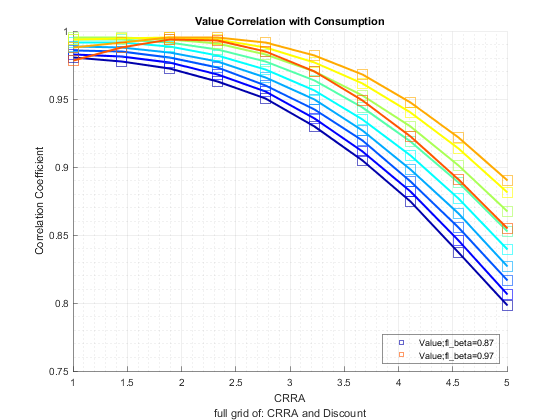 Value Correlation with Consumption
Correlation Coefficient
1
0.95
0.9
0.85
0.8
0.75
1 1.5 2 2.5 3 3.5 4 4.5 5
Value;fl_beta=0.87
Value;fl_beta=0.97
CRRA
full grid of: CRRA and Discount